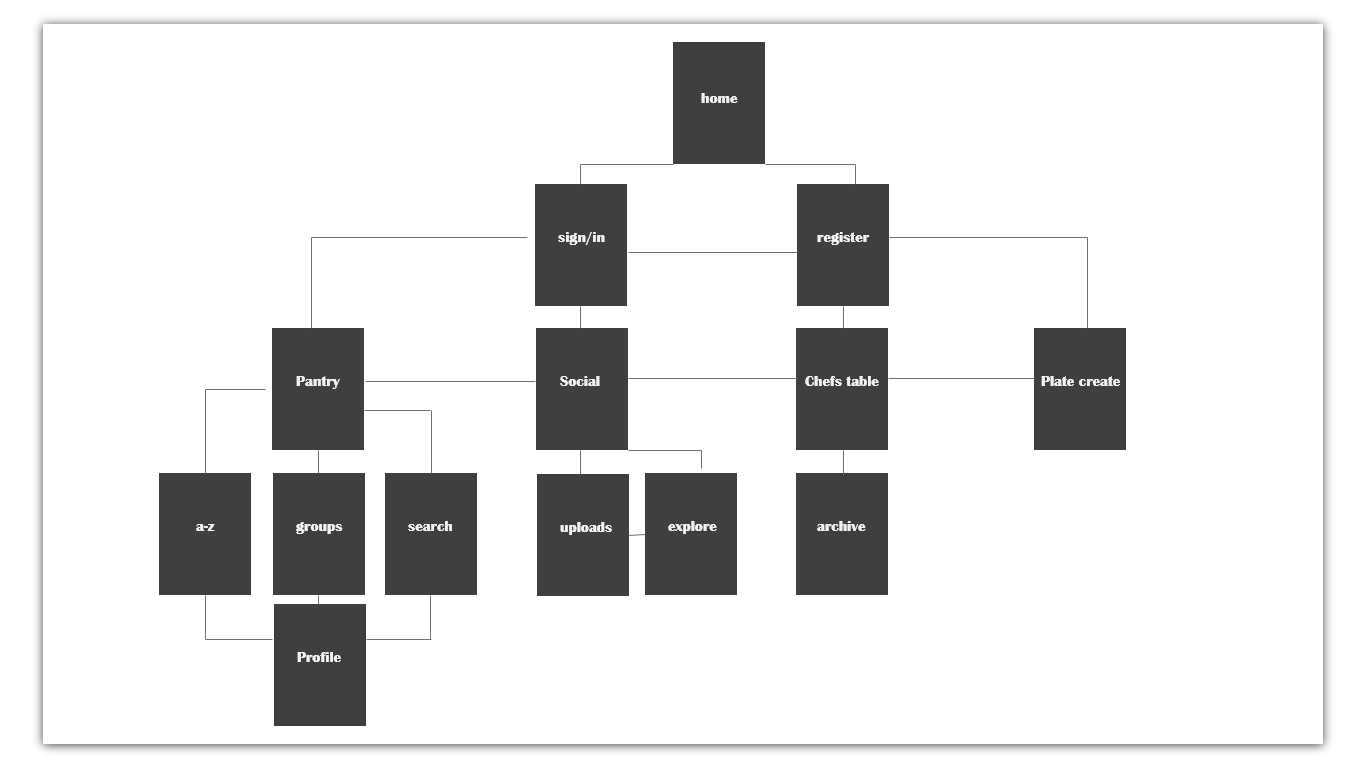 home
sign/in
register
Pantry
Social
Chefs table
Plate create
a-z
groups
search
uploads
explore
archive
Profile